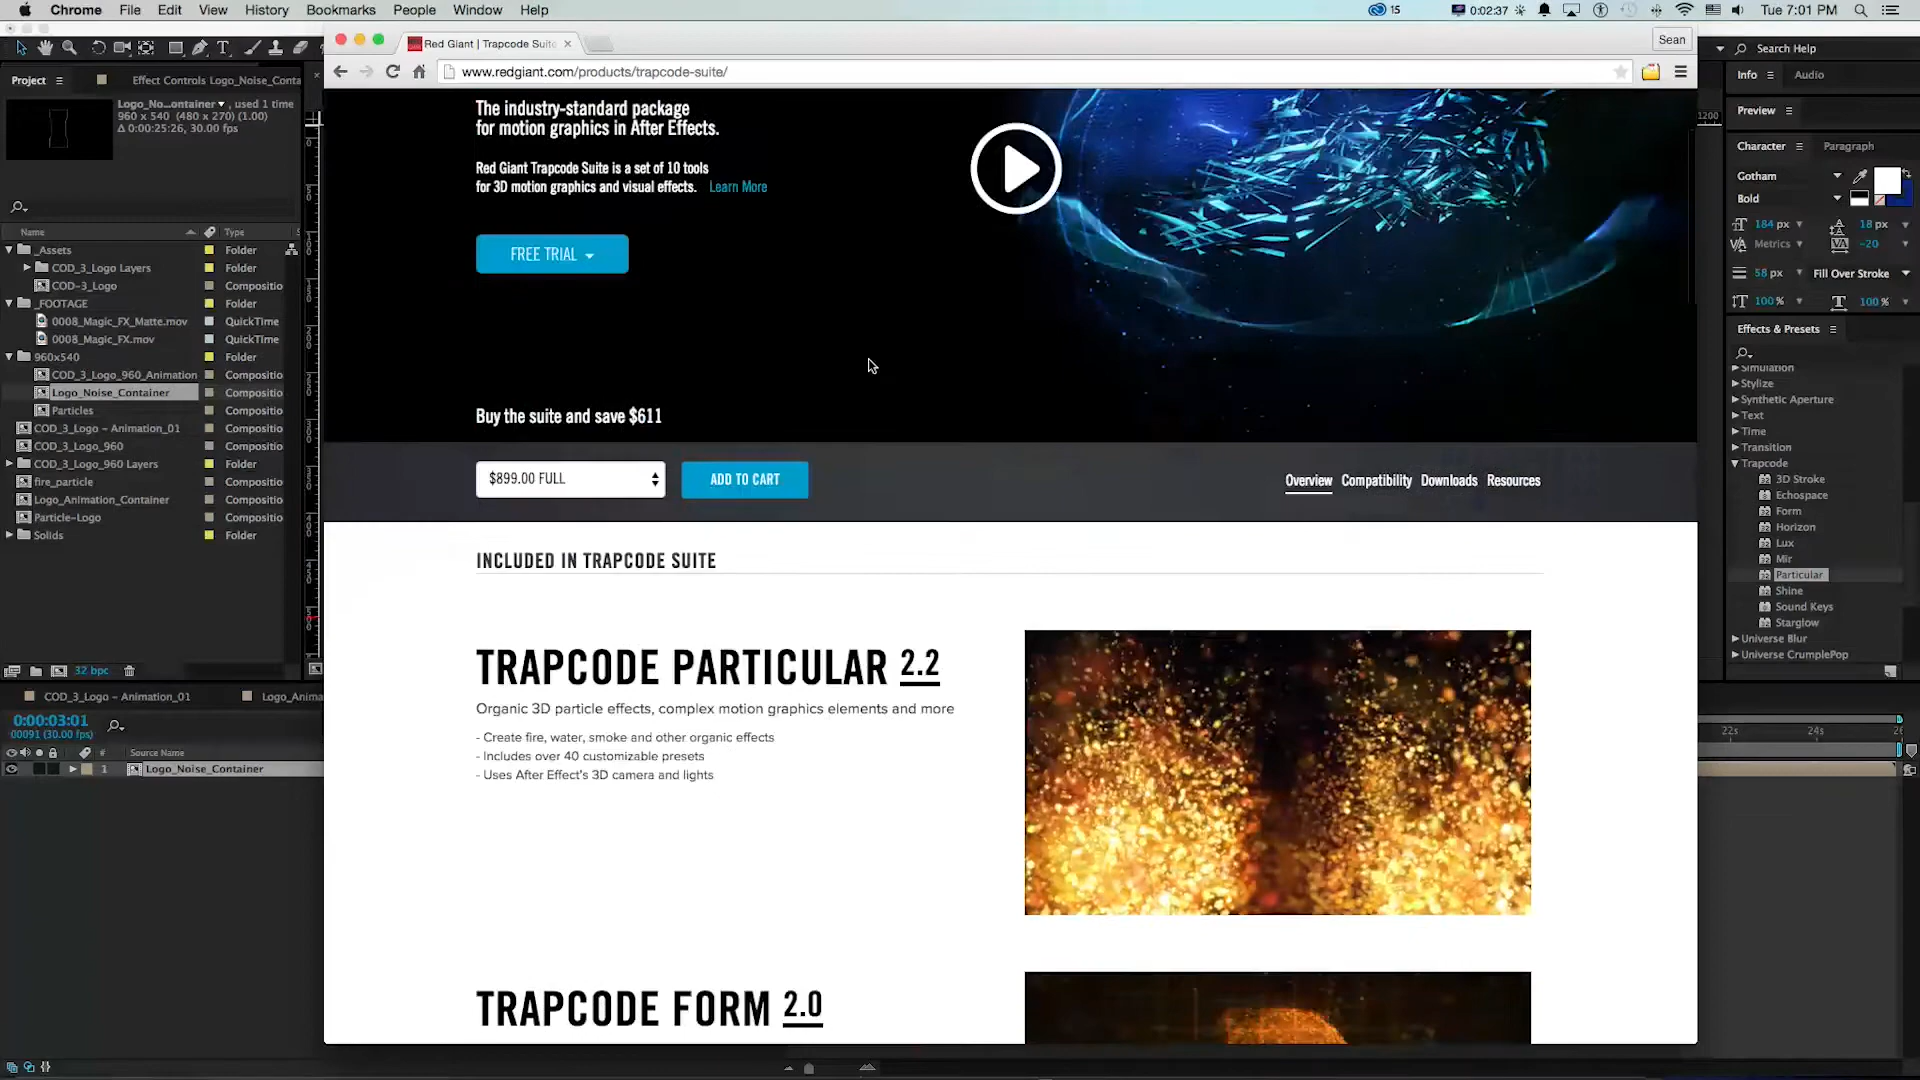 Chrome File Edit View History Bookmarks People Window Help
15 0:02:37 Tue 7:01 PM
Red Giant | Trapcode Suite
Sean
www.redgiant.com/products/trapcode-suite/
Search Help
Project
Effect Controls Logo_Noise_Conta
Logo_No...ontainer , used 1 time
960 x 540 (480 x 270) (1.00)
Δ 0:00:25:26, 30.00 fps
Name Type
_Assets Folder
COD_3_Logo Layers Folder
COD-3_Logo Compositio
_FOOTAGE Folder
0008_Magic_FX_Matte.mov QuickTime
0008_Magic_FX.mov QuickTime
960x540 Folder
COD_3_Logo_960_Animation Compositio
Logo_Noise_Container Compositio
Particles Compositio
COD_3_Logo - Animation_01 Compositio
COD_3_Logo_960 Compositio
COD_3_Logo_960 Layers Folder
fire_particle Compositio
Logo_Animation_Container Compositio
Particle-Logo Compositio
Solids Folder
32 bpc
COD_3_Logo - Animation_01 Logo_Anima
0:00:03:01
00091 (30.00 fps)
# Source Name
1 Logo_Noise_Container
The industry-standard package
for motion graphics in After Effects.
Red Giant Trapcode Suite is a set of 10 tools
for 3D motion graphics and visual effects. Learn More
FREE TRIAL
Buy the suite and save $611
$899.00 FULL
ADD TO CART
Overview Compatibility Downloads Resources
INCLUDED IN TRAPCODE SUITE
TRAPCODE PARTICULAR 2.2
Organic 3D particle effects, complex motion graphics elements and more
- Create fire, water, smoke and other organic effects
- Includes over 40 customizable presets
- Uses After Effect's 3D camera and lights
TRAPCODE FORM 2.0
1200
Info Audio
Preview
Character Paragraph
Gotham
Bold
184 px 18 px
Metrics -20
58 px Fill Over Stroke
100 % 100 %
Effects & Presets
Simulation
Stylize
Synthetic Aperture
Text
Time
Transition
Trapcode
3D Stroke
Echospace
Form
Horizon
Lux
Mir
Particular
Shine
Sound Keys
Starglow
Universe Blur
Universe CrumplePop
22s 24s